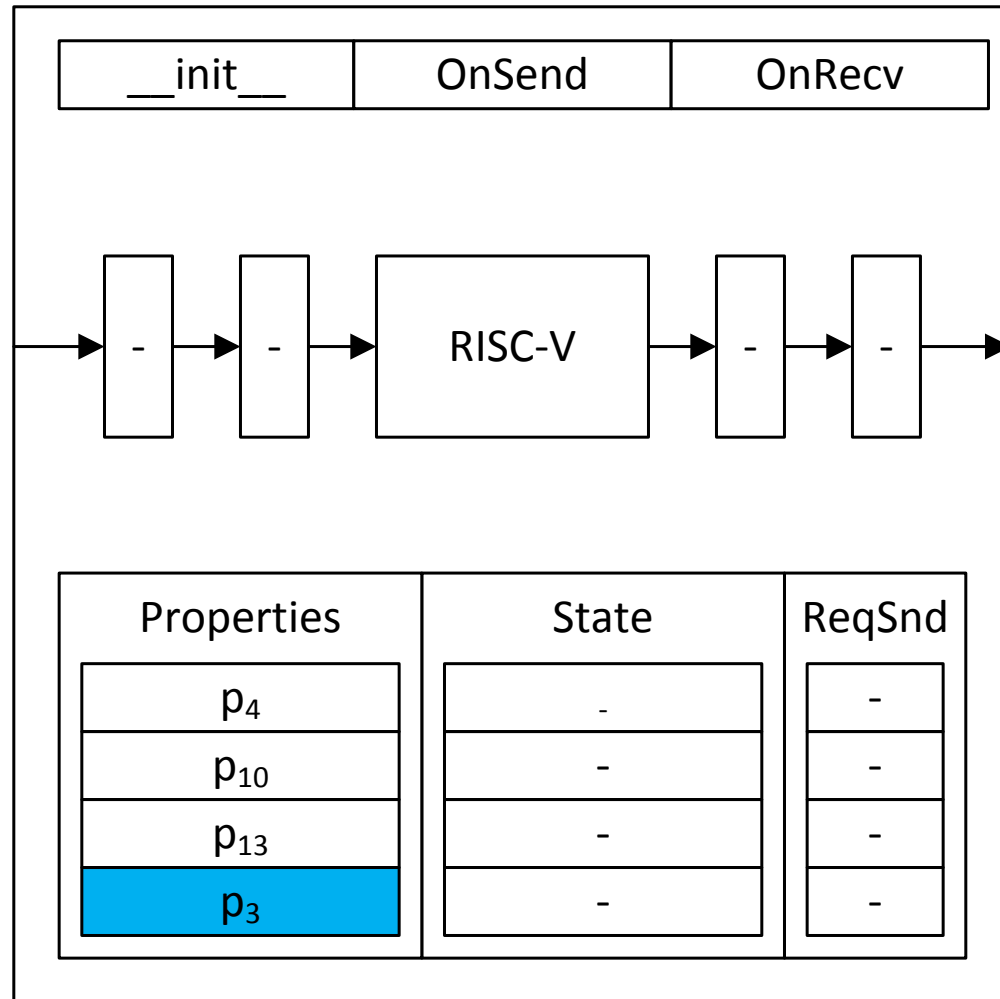 __init__ OnSend OnRecv
- - RISC-V - -
Properties State ReqSnd
p₄ - -
p₁₀ - -
p₁₃ - -
p₃ - -